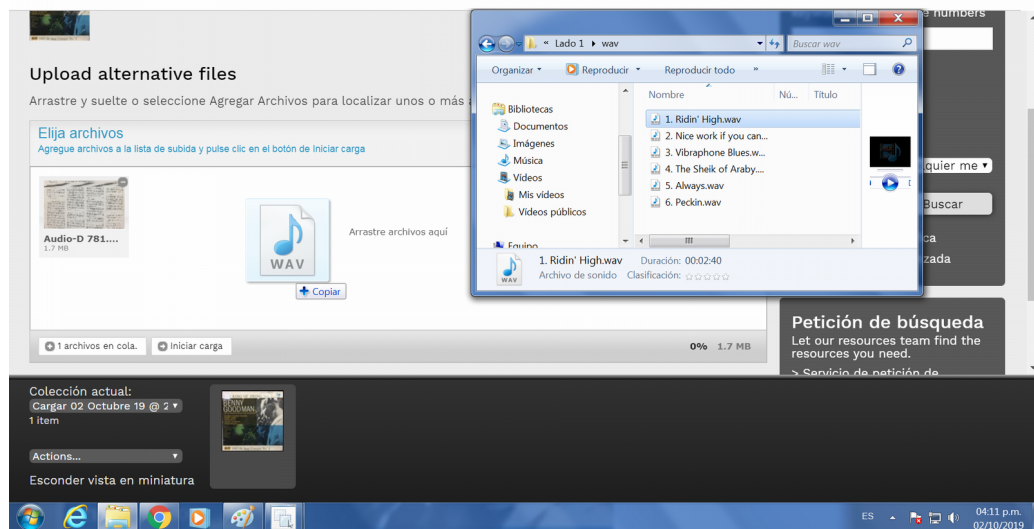 e numbers
« Lado 1 ▸ wav
Buscar wav
Organizar
Reproducir
Reproducir todo
»
Nombre
Nú...
Título
Bibliotecas
Documentos
Imágenes
Música
Vídeos
Mis vídeos
Vídeos públicos
Equipo
1. Ridin' High.wav
2. Nice work if you can...
3. Vibraphone Blues.w...
4. The Sheik of Araby....
5. Always.wav
6. Peckin.wav
1. Ridin' High.wav
Duración: 00:02:40
Archivo de sonido
Clasificación:
Upload alternative files
Arrastre y suelte o seleccione Agregar Archivos para localizar unos o más
Elija archivos
Agregue archivos a la lista de subida y pulse clic en el botón de Iniciar carga
Audio-D 781....
1.7 MB
WAV
Copiar
Arrastre archivos aquí
1 archivos en cola.
Iniciar carga
0% 1.7 MB
quier me
Buscar
ca
zada
Petición de búsqueda
Let our resources team find the
resources you need.
> Servicio de petición de
Colección actual:
Cargar 02 Octubre 19 @ 2
1 item
Actions...
Esconder vista en miniatura
BENNY
GOODMAN
ES
04:11 p.m.
02/10/2019